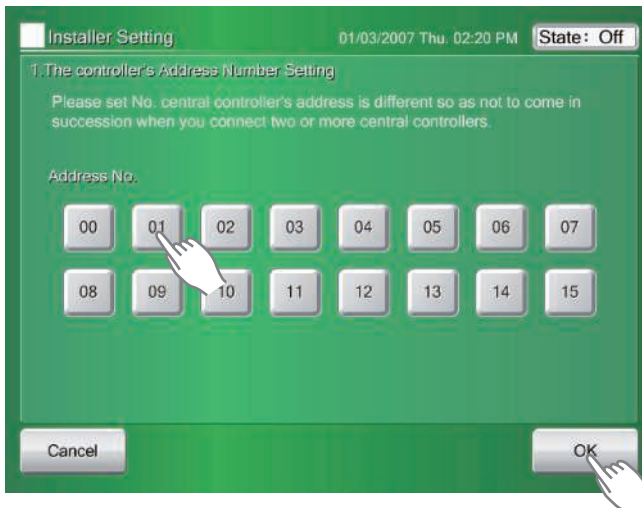 Installer Setting 01/03/2007 Thu. 02:20 PM State: Off
1.The controller's Address Number Setting
Please set No. central controller's address is different so as not to come in
succession when you connect two or more central controllers.
Address No.
00 01 02 03 04 05 06 07
08 09 10 11 12 13 14 15
Cancel OK